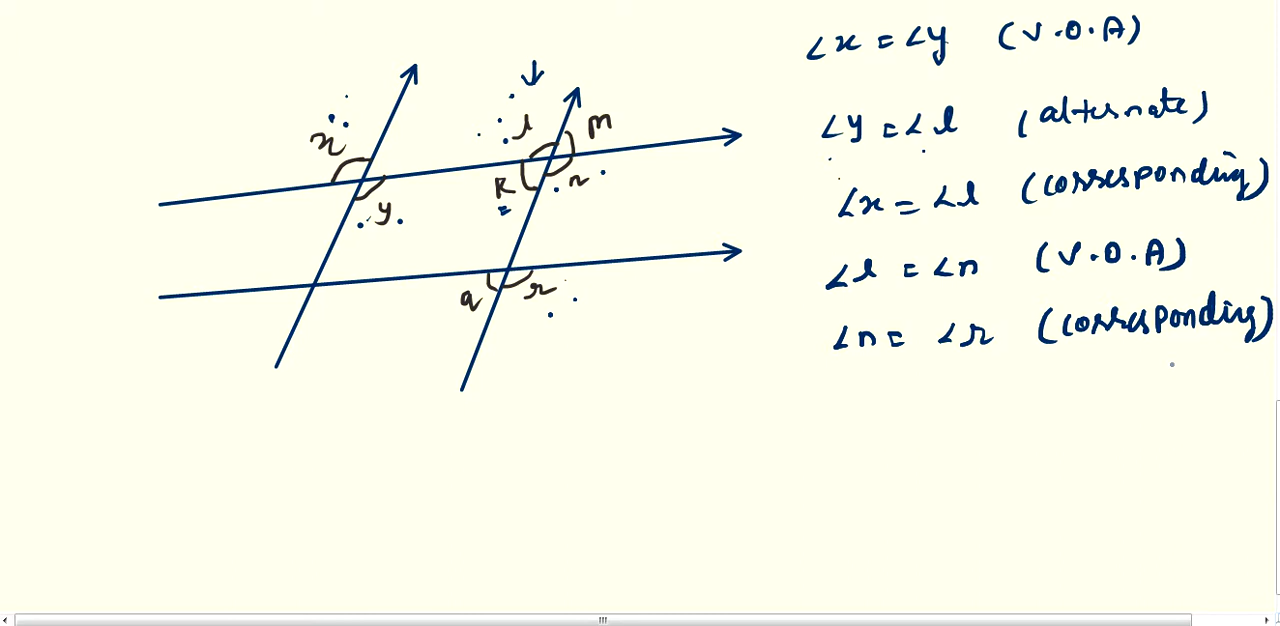 ∠x = ∠y (V.O.A)
∠y = ∠l (alternate)
∠x = ∠l (corresponding)
∠l = ∠n (V.O.A)
∠n = ∠r (corresponding)
x
l
m
k
n
y
q
r